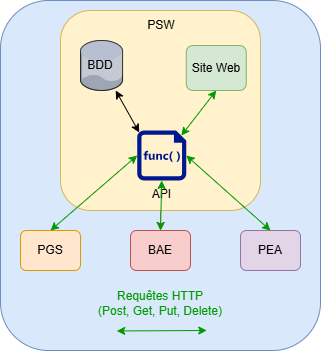 PSW
BDD
Site Web
func( )
API
PGS
BAE
PEA
Requêtes HTTP
(Post, Get, Put, Delete)